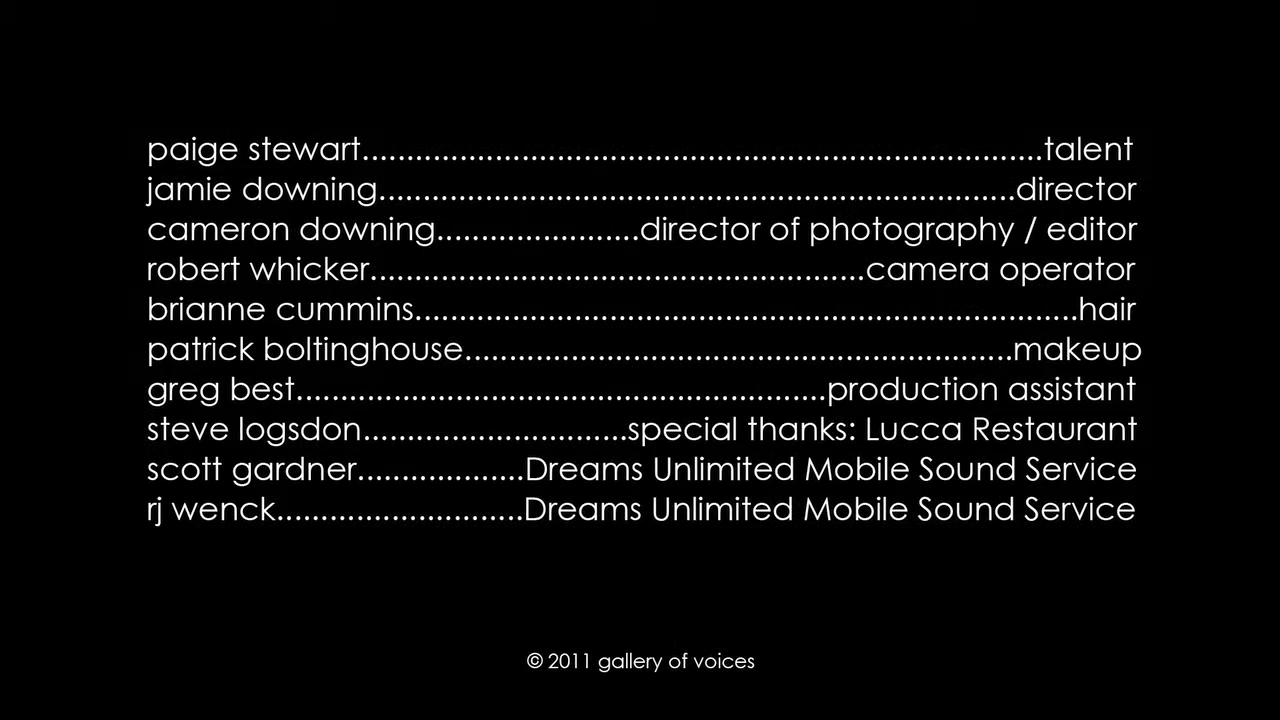 paige stewart............................................................................talent
jamie downing.......................................................................director
cameron downing.......................director of photography / editor
robert whicker.......................................................camera operator
brianne cummins..........................................................................hair
patrick boltinghouse.............................................................makeup
greg best...........................................................production assistant
steve logsdon..............................special thanks: Lucca Restaurant
scott gardner...................Dreams Unlimited Mobile Sound Service
rj wenck............................Dreams Unlimited Mobile Sound Service
© 2011 gallery of voices